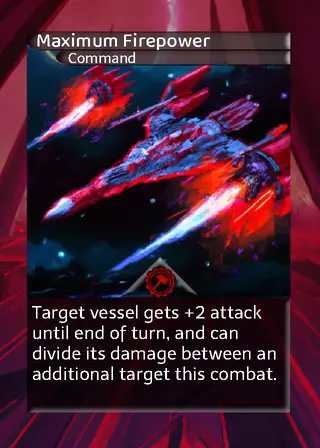 Maximum Firepower
Command
Target vessel gets +2 attack
until end of turn, and can
divide its damage between an
additional target this combat.